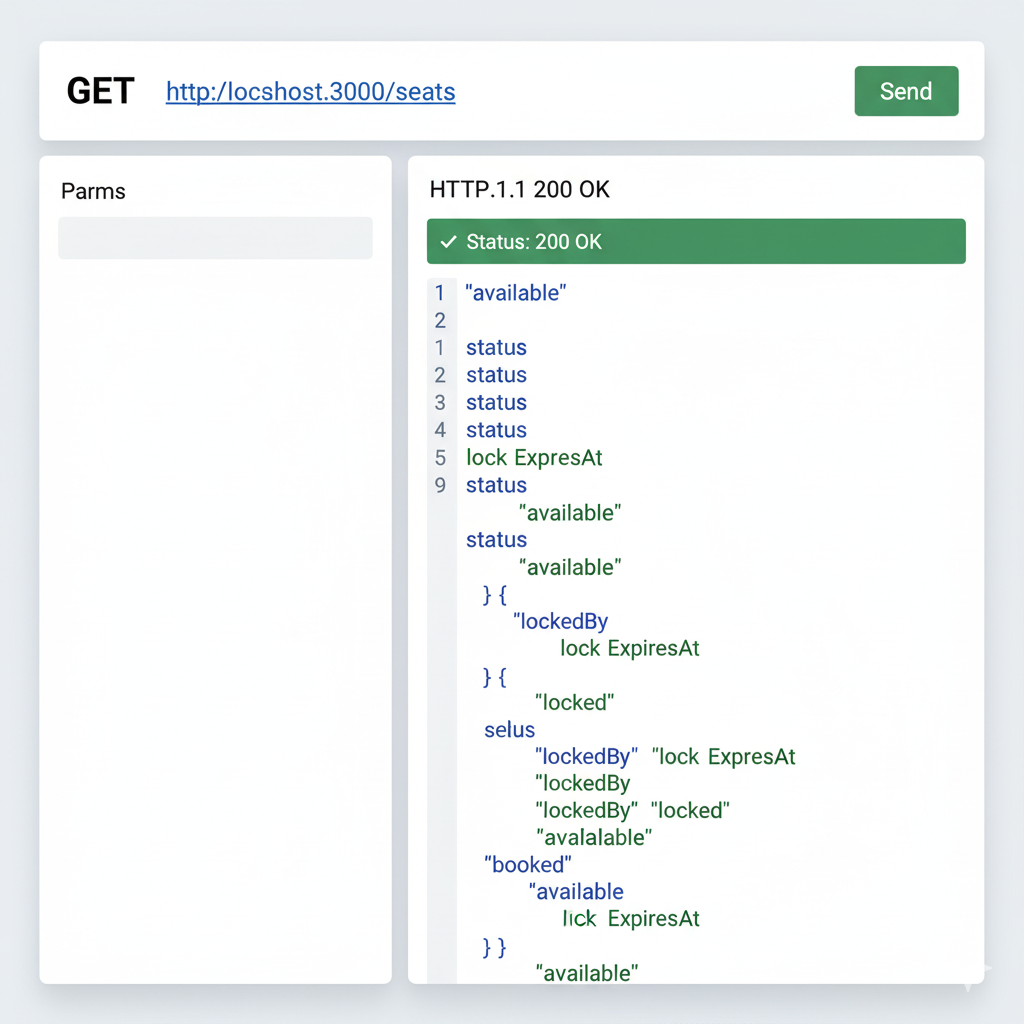 GET http:/locshost.3000/seats Send
Parms
HTTP.1.1 200 OK
✓ Status: 200 OK
1 "available"
2
1 status
2 status
3 status
4 status
5 lock ExpresAt
9 status
"available"
status
"available"
} {
"lockedBy
lock ExpiresAt
} {
"locked"
selus
"lockedBy" "lock ExpresAt
"lockedBy
"lockedBy" "locked"
"avalalable"
"booked"
"available
lick ExpiresAt
} }
"available"